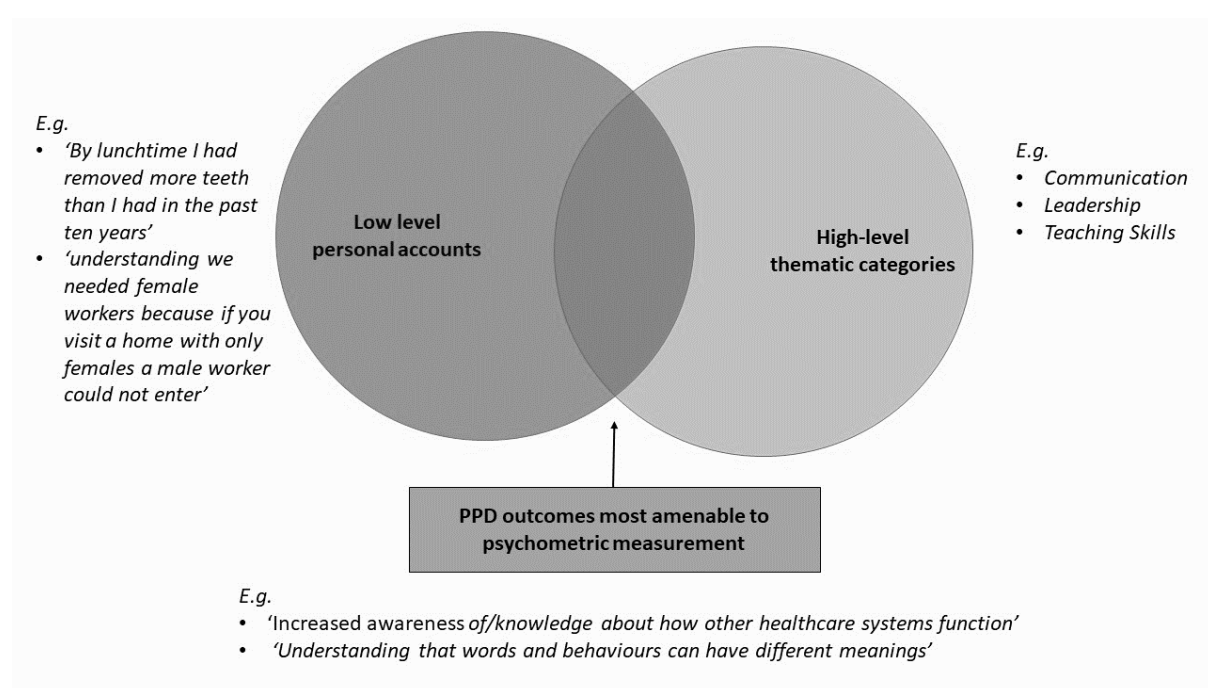 E.g.
• ‘By lunchtime I had
removed more teeth
than I had in the past
ten years’
• ‘understanding we
needed female
workers because if you
visit a home with only
females a male worker
could not enter’
Low level
personal accounts
High-level
thematic categories
E.g.
• Communication
• Leadership
• Teaching Skills
PPD outcomes most amenable to
psychometric measurement
E.g.
• ‘Increased awareness of/knowledge about how other healthcare systems function’
• ‘Understanding that words and behaviours can have different meanings’